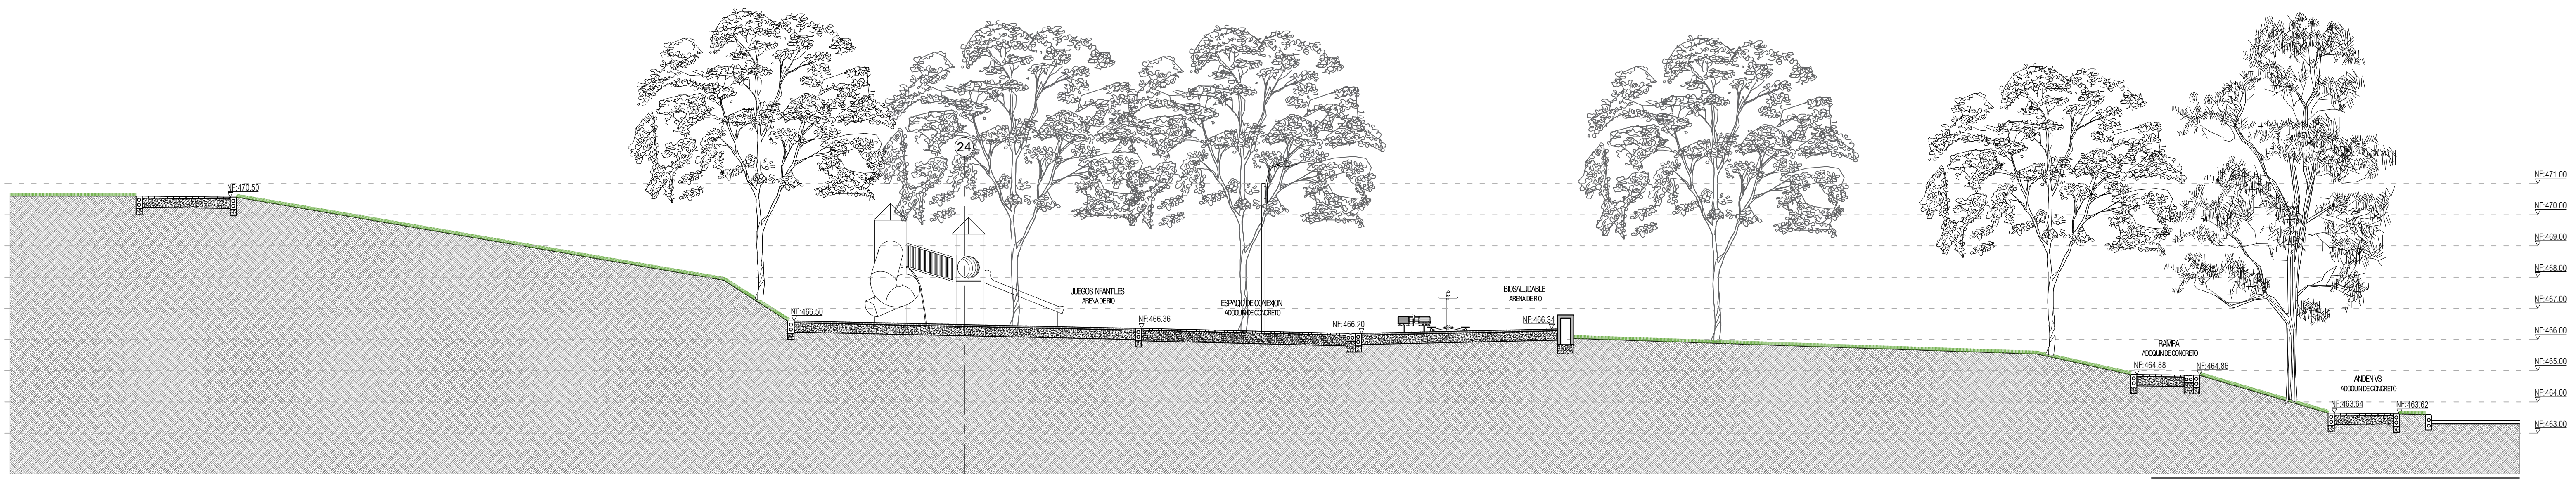 24
NF:471.00
NF:470.50
NF:470.00
NF:469.00
NF:468.00
JUEGOS INFANTILES
ARENA DE RIO
BIOSALUDABLE
ARENA DE RIO
NF:467.00
ESPACIO DE CONEXION
ADOQUIN DE CONCRETO
NF:466.50
NF:466.36
NF:466.20
NF:466.34
NF:466.00
RAMPA
ADOQUIN DE CONCRETO
NF:465.00
NF:464.88
NF:464.86
ANDEN V3
ADOQUIN DE CONCRETO
NF:464.00
NF:463.64
NF:463.62
NF:463.00